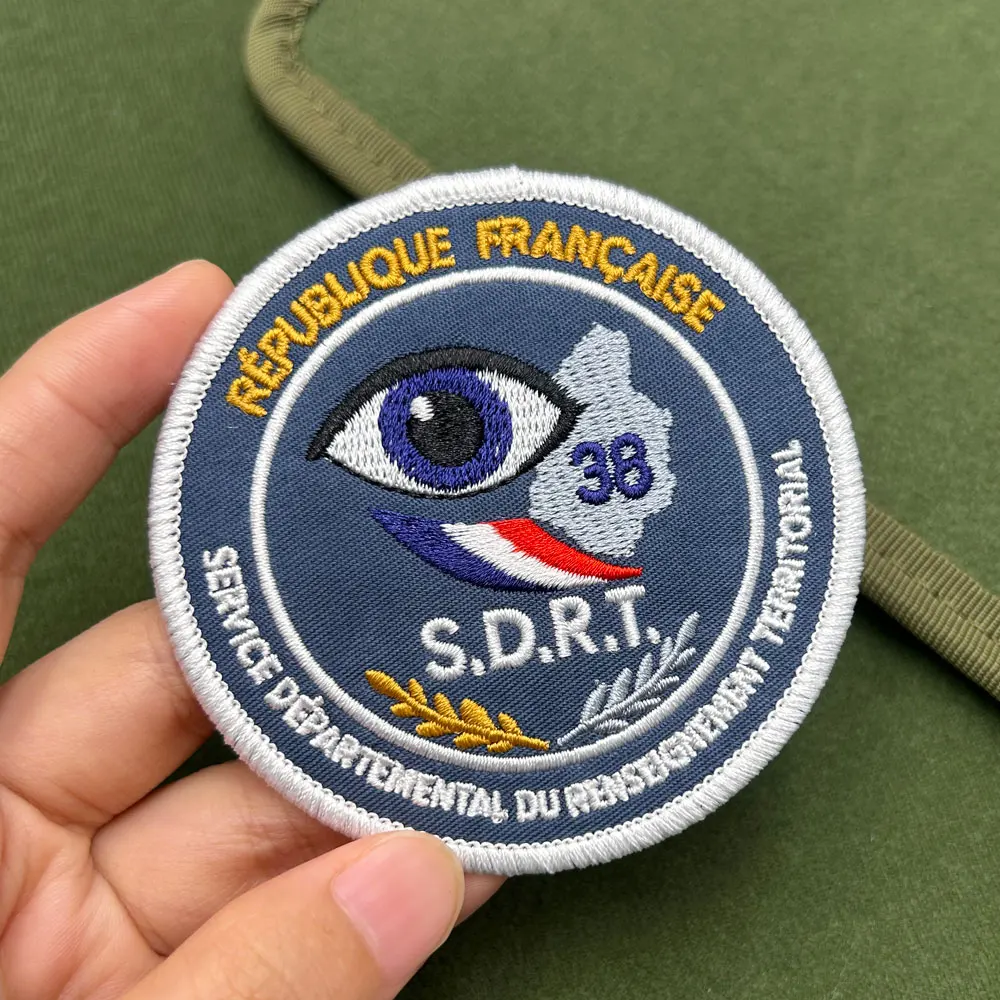 RÉPUBLIQUE FRANÇAISE
38
S.D.R.T.
SERVICE DÉPARTEMENTAL DU RENSEIGNEMENT TERRITORIAL